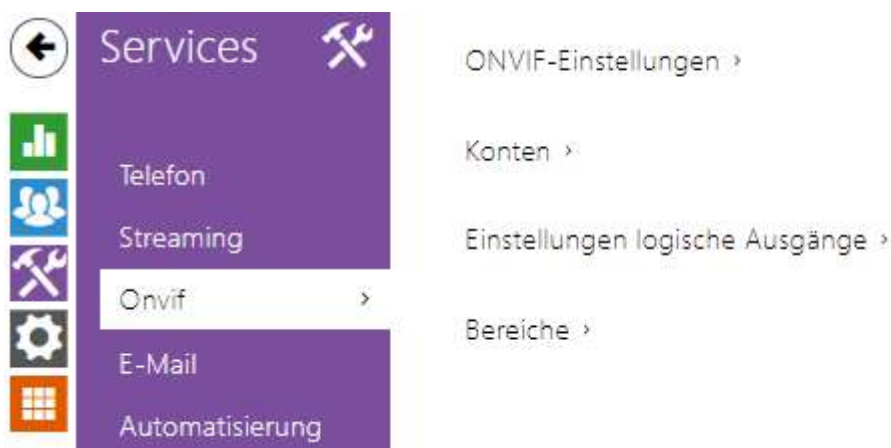 Services
Telefon
Streaming
Onvif ›
E-Mail
Automatisierung
ONVIF-Einstellungen ›
Konten ›
Einstellungen logische Ausgänge ›
Bereiche ›